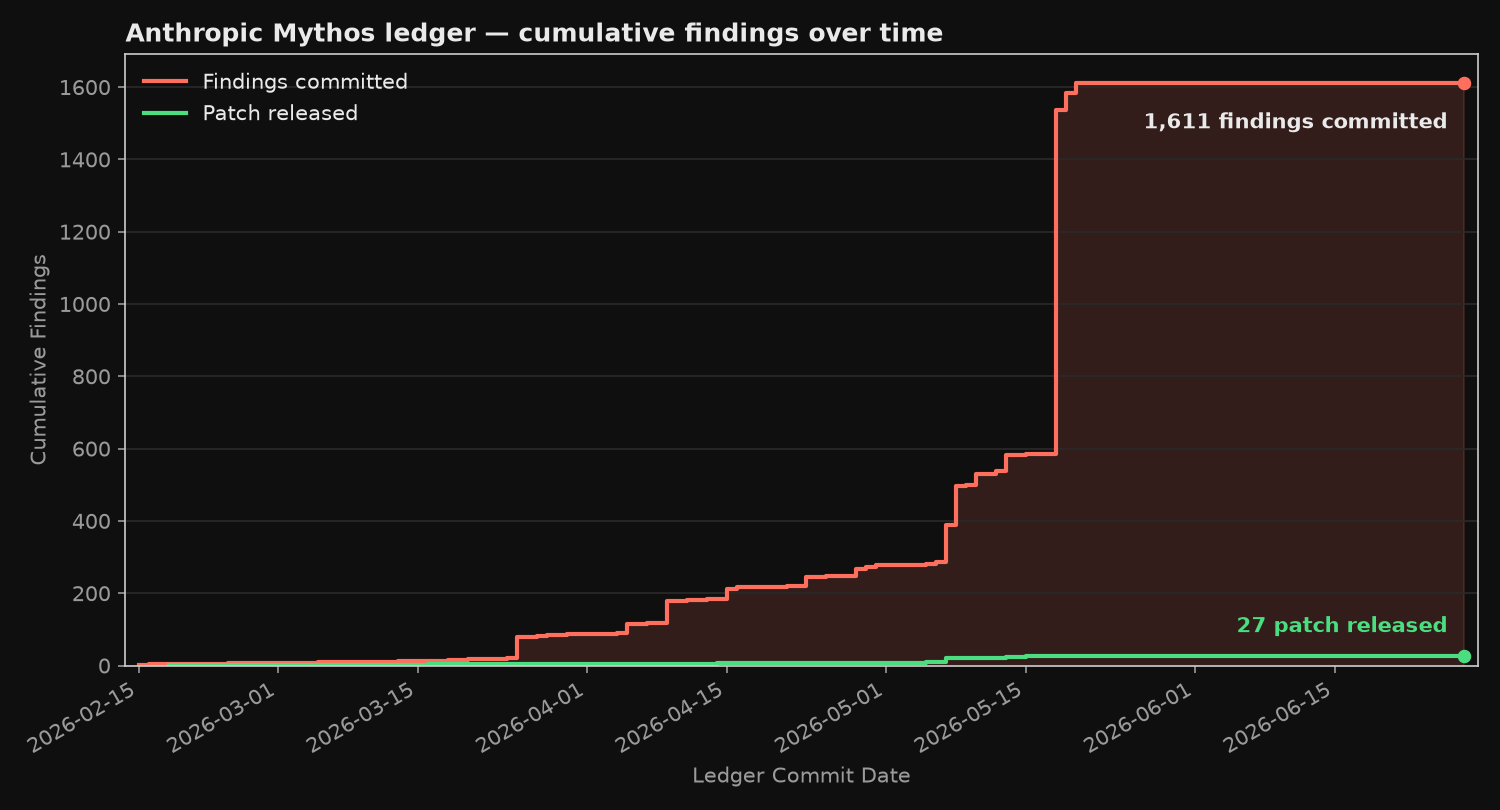 Anthropic Mythos ledger — cumulative findings over time
Findings committed
Patch released
1600
1400
1200
1000
800
600
400
200
0
Cumulative Findings
1,611 findings committed
27 patch released
2026-02-15
2026-03-01
2026-03-15
2026-04-01
2026-04-15
2026-05-01
2026-05-15
2026-06-01
2026-06-15
Ledger Commit Date